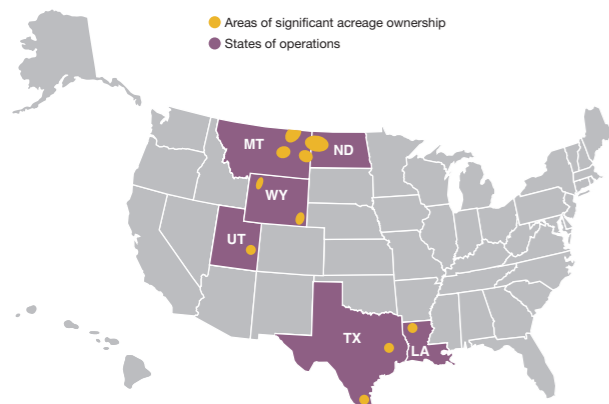 Areas of significant acreage ownership
States of operations
MT
ND
WY
UT
TX
LA